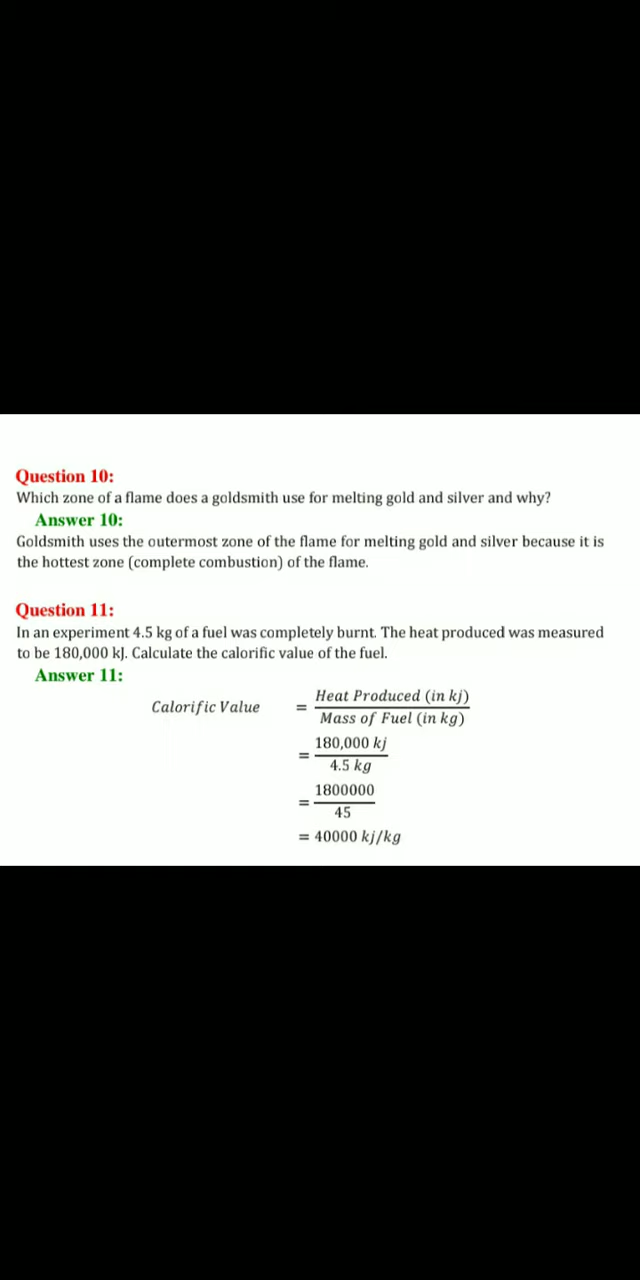 Question 10:
Which zone of a flame does a goldsmith use for melting gold and silver and why?
Answer 10:
Goldsmith uses the outermost zone of the flame for melting gold and silver because it is
the hottest zone (complete combustion) of the flame.
Question 11:
In an experiment 4.5 kg of a fuel was completely burnt. The heat produced was measured
to be 180,000 kJ. Calculate the calorific value of the fuel.
Answer 11:
Calorific Value = Heat Produced (in kj)
Mass of Fuel (in kg)
= 180,000 kj
4.5 kg
= 1800000
45
= 40000 kj/kg